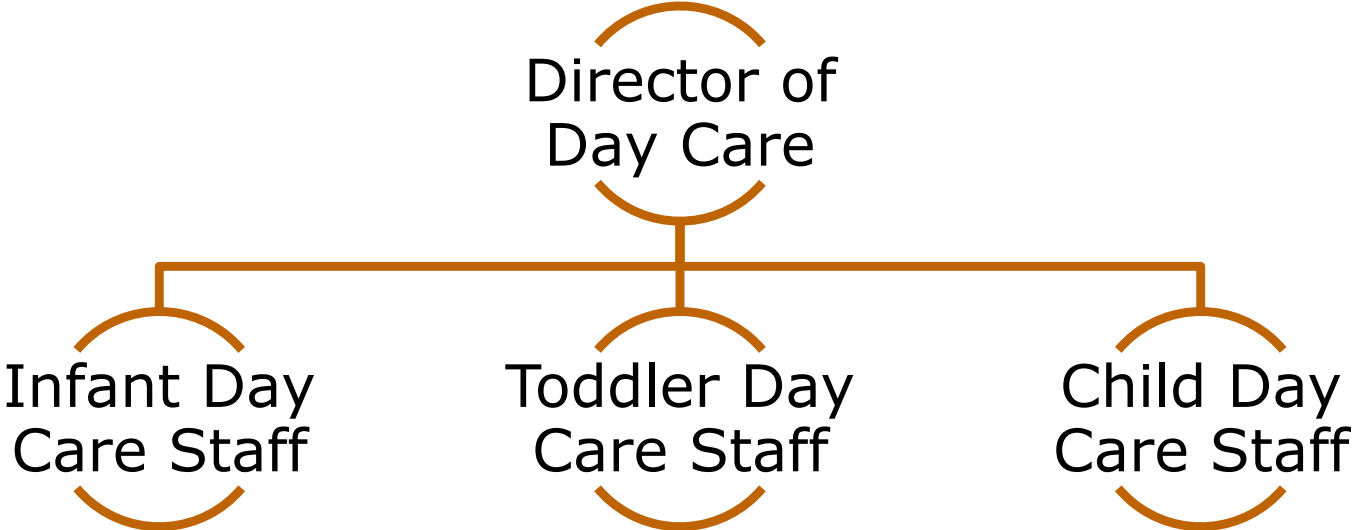 Director of
Day Care
Infant Day
Care Staff
Toddler Day
Care Staff
Child Day
Care Staff